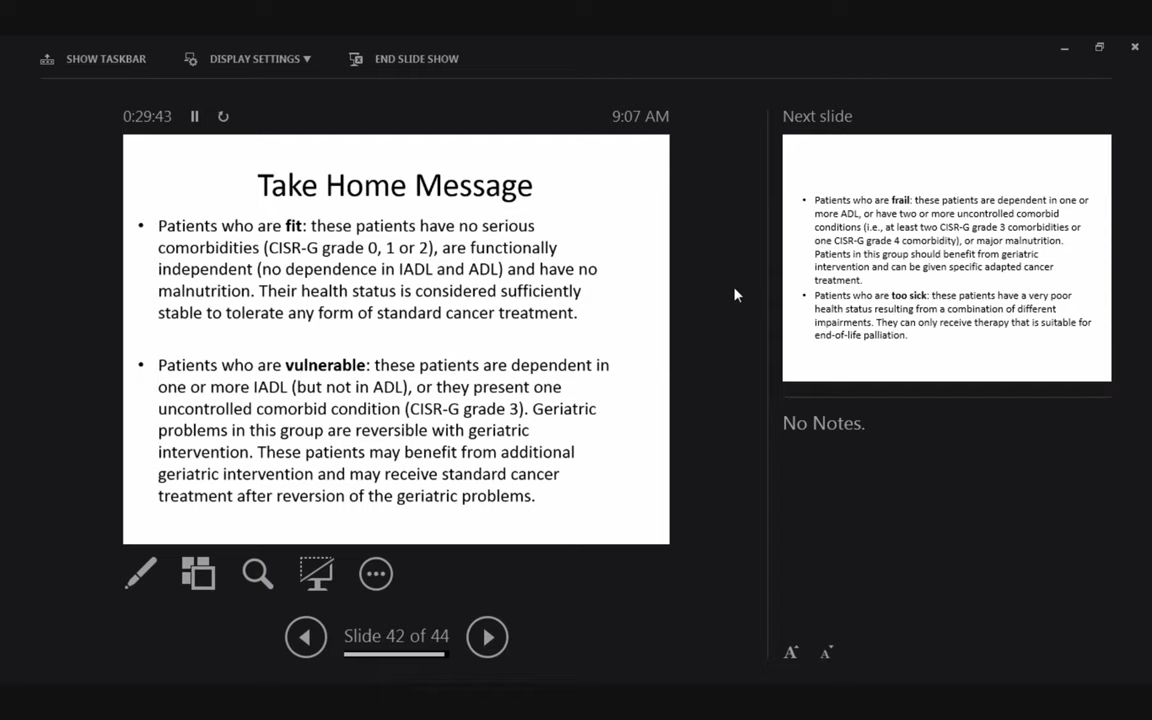 SHOW TASKBAR
DISPLAY SETTINGS ▾
END SLIDE SHOW
0:29:43
9:07 AM
Take Home Message
• Patients who are fit: these patients have no serious
comorbidities (CISR-G grade 0, 1 or 2), are functionally
independent (no dependence in IADL and ADL) and have no
malnutrition. Their health status is considered sufficiently
stable to tolerate any form of standard cancer treatment.
• Patients who are vulnerable: these patients are dependent in
one or more IADL (but not in ADL), or they present one
uncontrolled comorbid condition (CISR-G grade 3). Geriatric
problems in this group are reversible with geriatric
intervention. These patients may benefit from additional
geriatric intervention and may receive standard cancer
treatment after reversion of the geriatric problems.
Slide 42 of 44
Next slide
• Patients who are frail: these patients are dependent in one or
more ADL, or have two or more uncontrolled comorbid
conditions (i.e., at least two CISR-G grade 3 comorbidities or
one CISR-G grade 4 comorbidity), or major malnutrition.
Patients in this group should benefit from geriatric
intervention and can be given specific adapted cancer
treatment.
• Patients who are too sick: these patients have a very poor
health status resulting from a combination of different
impairments. They can only receive therapy that is suitable for
end-of-life palliation.
No Notes.
A A